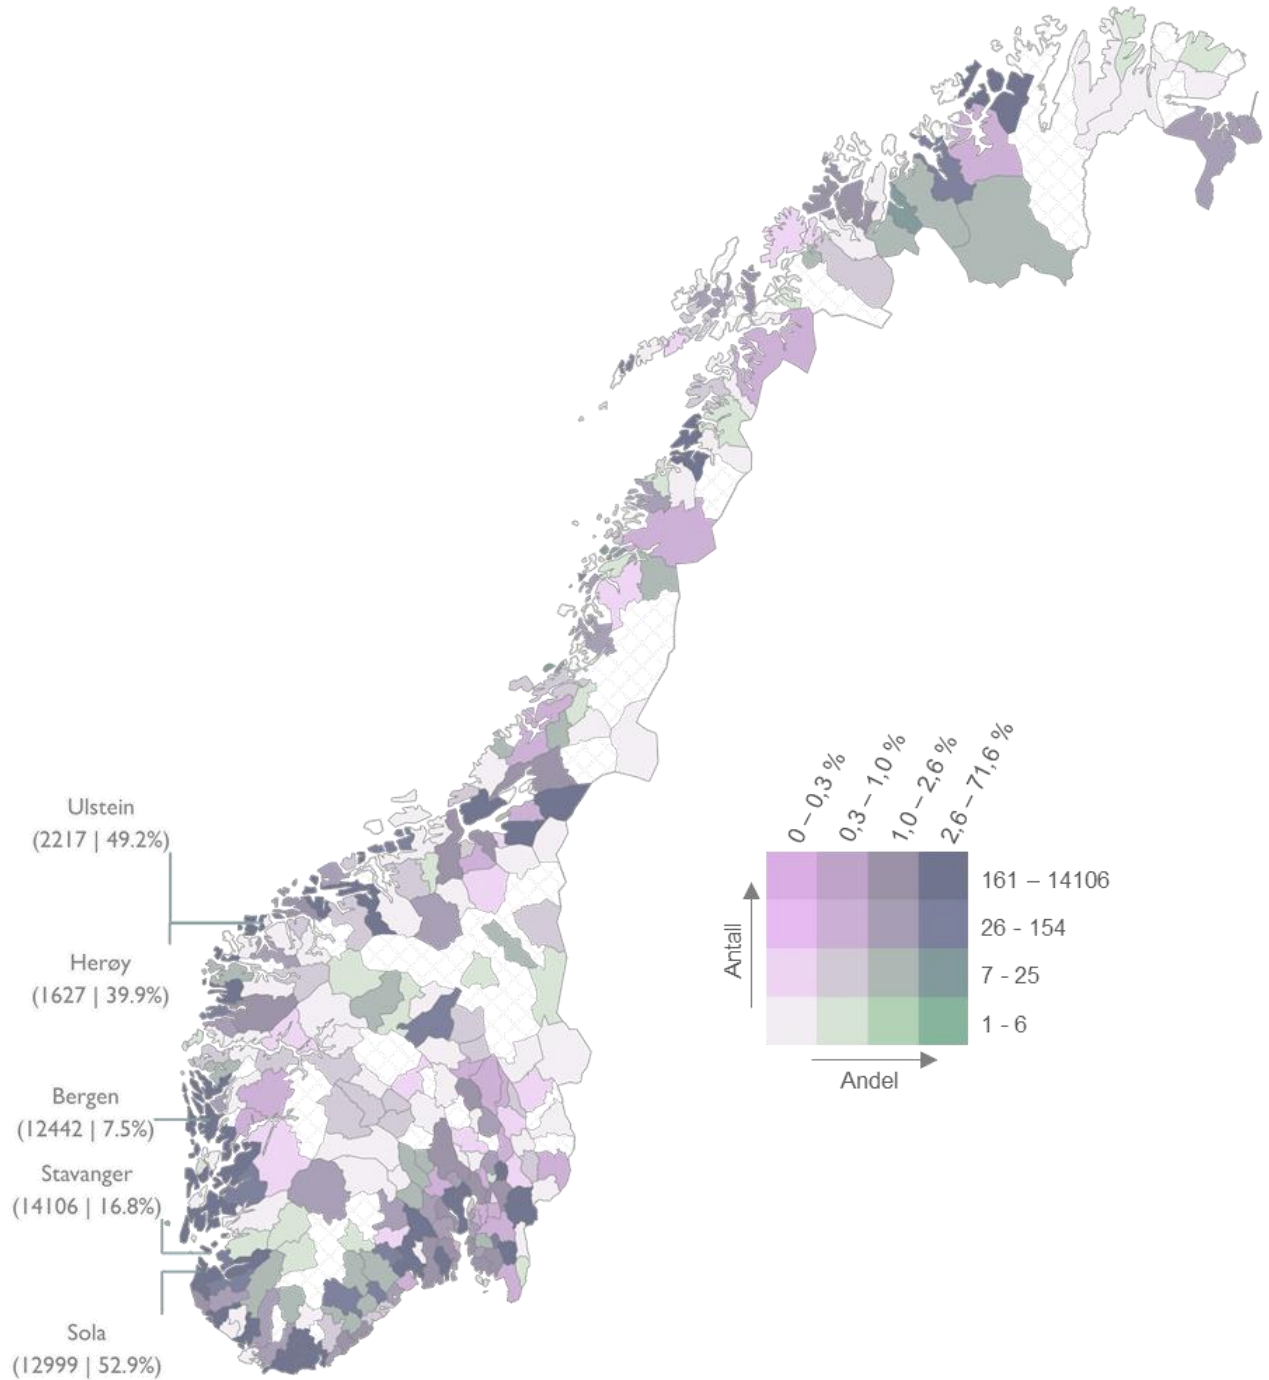 Ulstein
(2217 | 49.2%)
Herøy
(1627 | 39.9%)
Bergen
(12442 | 7.5%)
Stavanger
(14106 | 16.8%)
Sola
(12999 | 52.9%)
0 – 0,3 %
0,3 – 1,0 %
1,0 – 2,6 %
2,6 – 71,6 %
161 – 14106
26 - 154
7 - 25
1 - 6
Antall
Andel